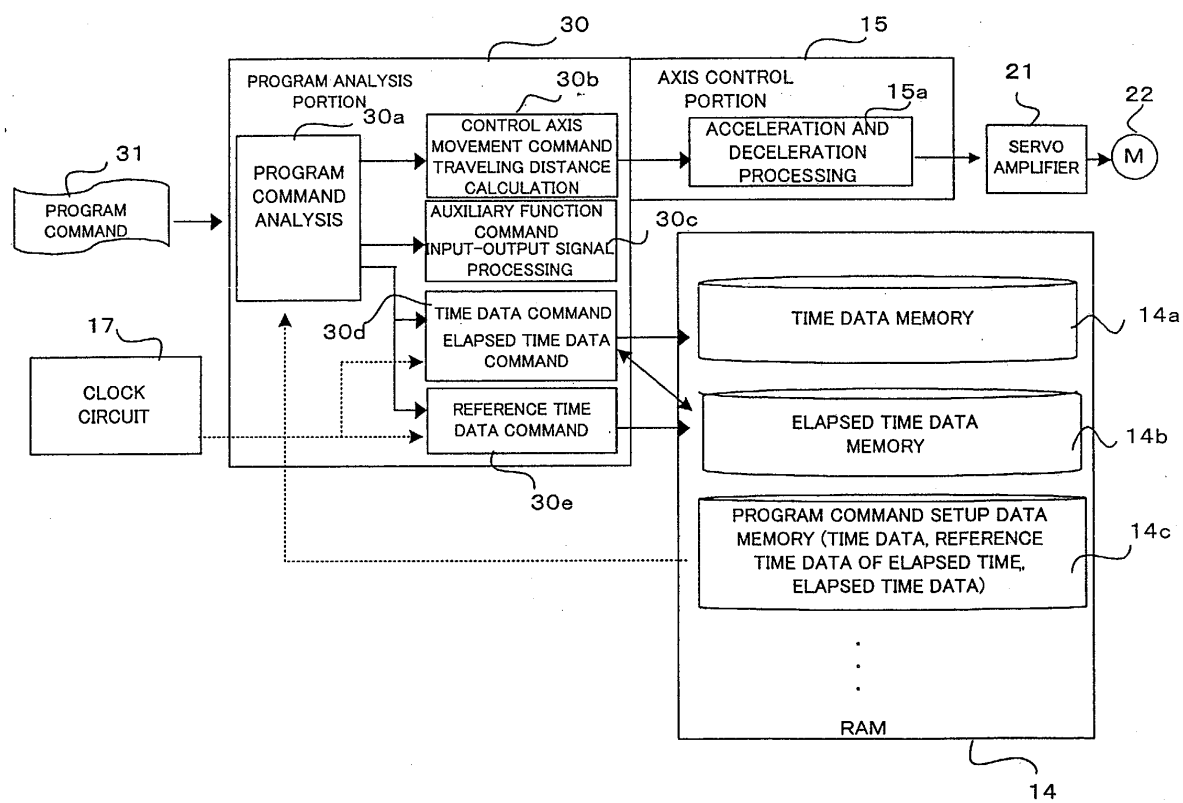 30
15
PROGRAM ANALYSIS
PORTION
30a
30b
AXIS CONTROL
PORTION
15a
21
22
31
PROGRAM
COMMAND
PROGRAM
COMMAND
ANALYSIS
CONTROL AXIS
MOVEMENT COMMAND
TRAVELING DISTANCE
CALCULATION
ACCELERATION AND
DECELERATION
PROCESSING
SERVO
AMPLIFIER
M
AUXILIARY FUNCTION
COMMAND
INPUT-OUTPUT SIGNAL
PROCESSING
30c
17
CLOCK
CIRCUIT
30d
TIME DATA COMMAND
ELAPSED TIME DATA
COMMAND
REFERENCE TIME
DATA COMMAND
30e
TIME DATA MEMORY
14a
ELAPSED TIME DATA
MEMORY
14b
PROGRAM COMMAND SETUP DATA
MEMORY (TIME DATA, REFERENCE
TIME DATA OF ELAPSED TIME,
ELAPSED TIME DATA)
14c
RAM
14